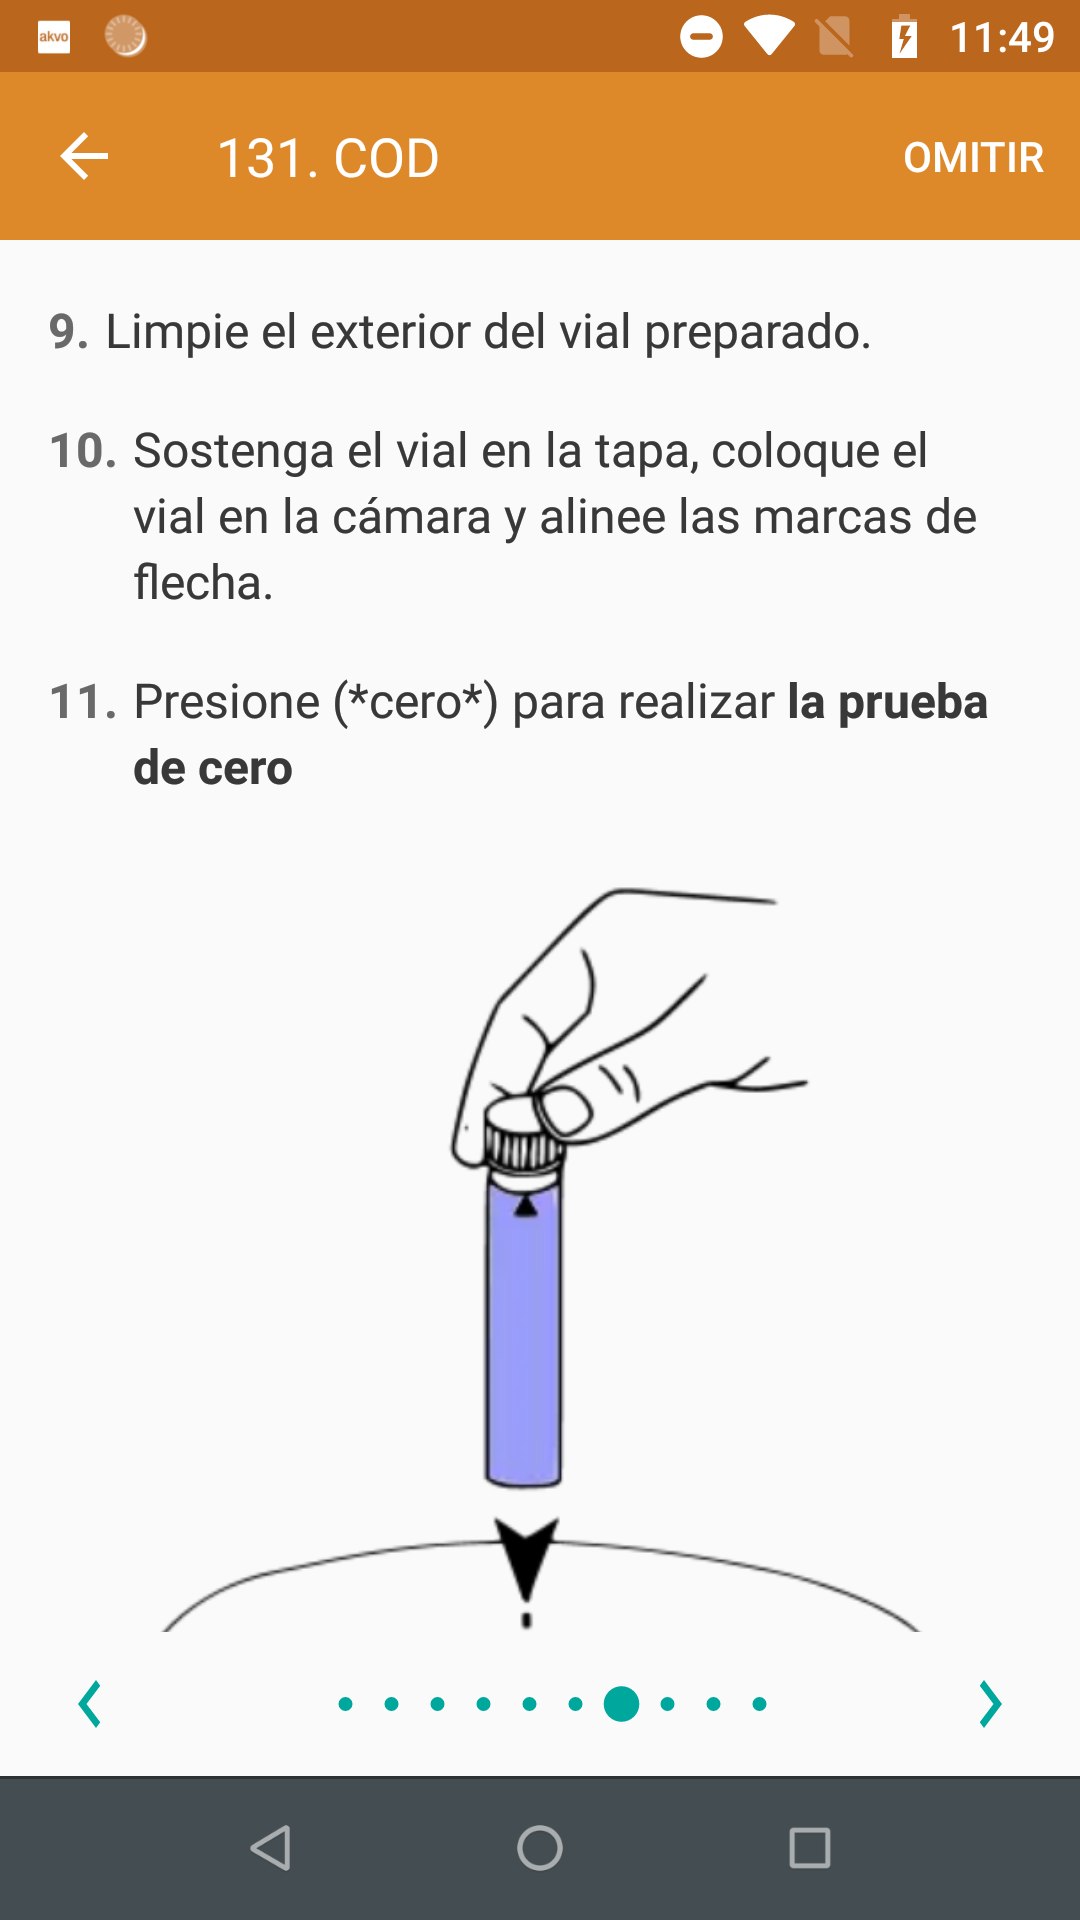 akvo
11:49
131. COD
OMITIR
9. Limpie el exterior del vial preparado.
10. Sostenga el vial en la tapa, coloque el
vial en la cámara y alinee las marcas de
flecha.
11. Presione (*cero*) para realizar la prueba
de cero